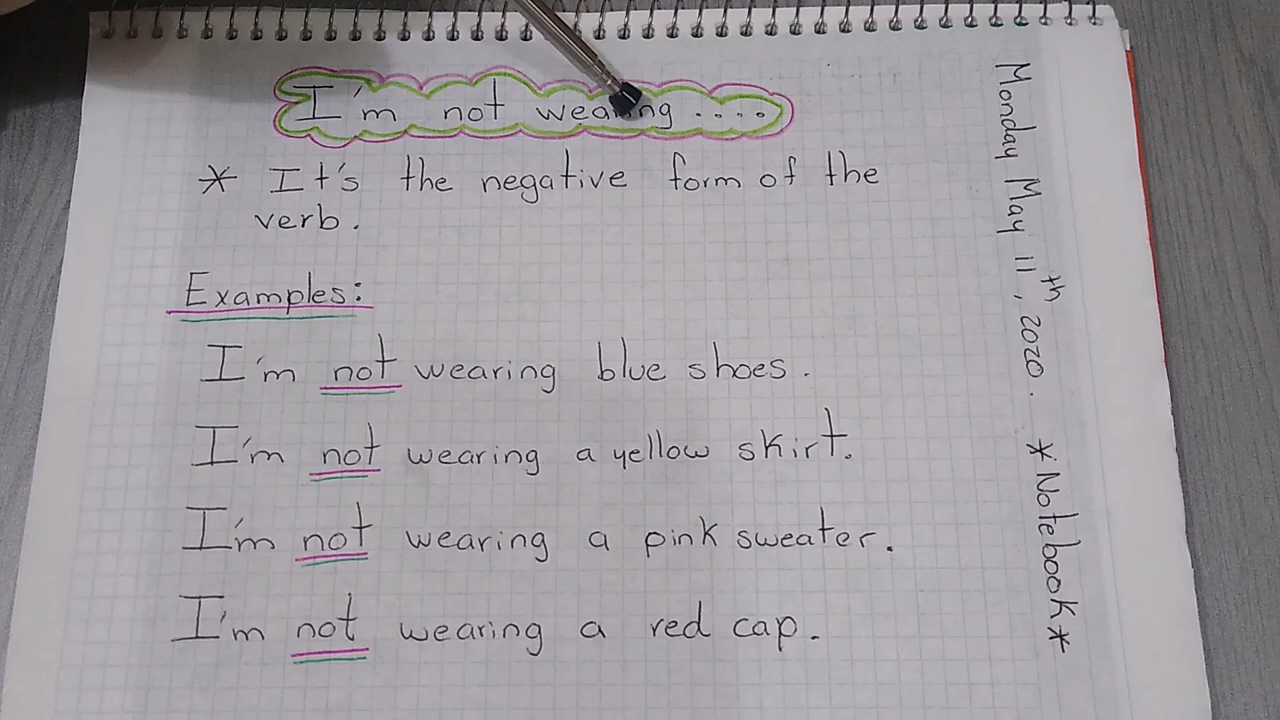 I'm not wearing ....
* It's the negative form of the
verb.
Examples:
I'm not wearing blue shoes.
I'm not wearing a yellow skirt.
I'm not wearing a pink sweater.
I'm not wearing a red cap.
Monday May 11th, 2020. *Notebook*